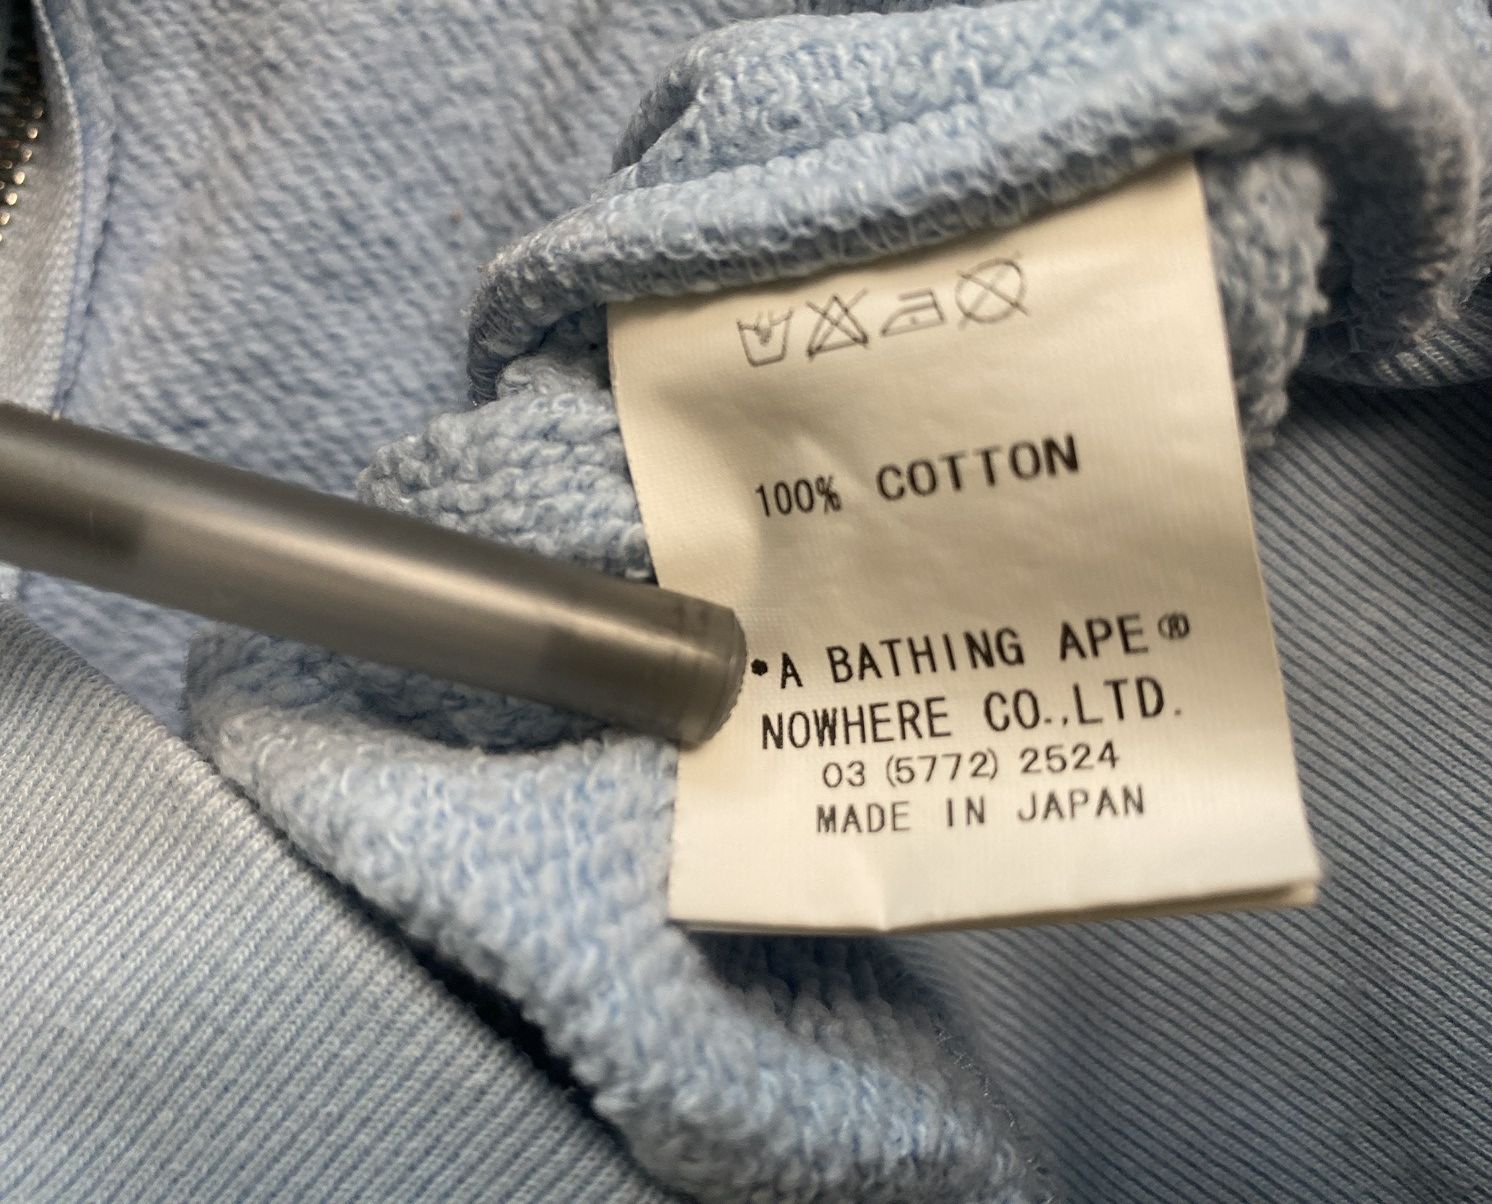 100% COTTON
•A BATHING APE®
NOWHERE CO.,LTD.
03 (5772) 2524
MADE IN JAPAN